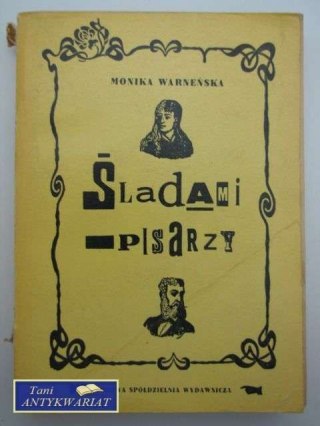 MONIKA WARNEŃSKA
ŚLADAMI
PISARZY
SPÓŁDZIELNIA WYDAWNICZA
Tani
ANTYKWARIAT